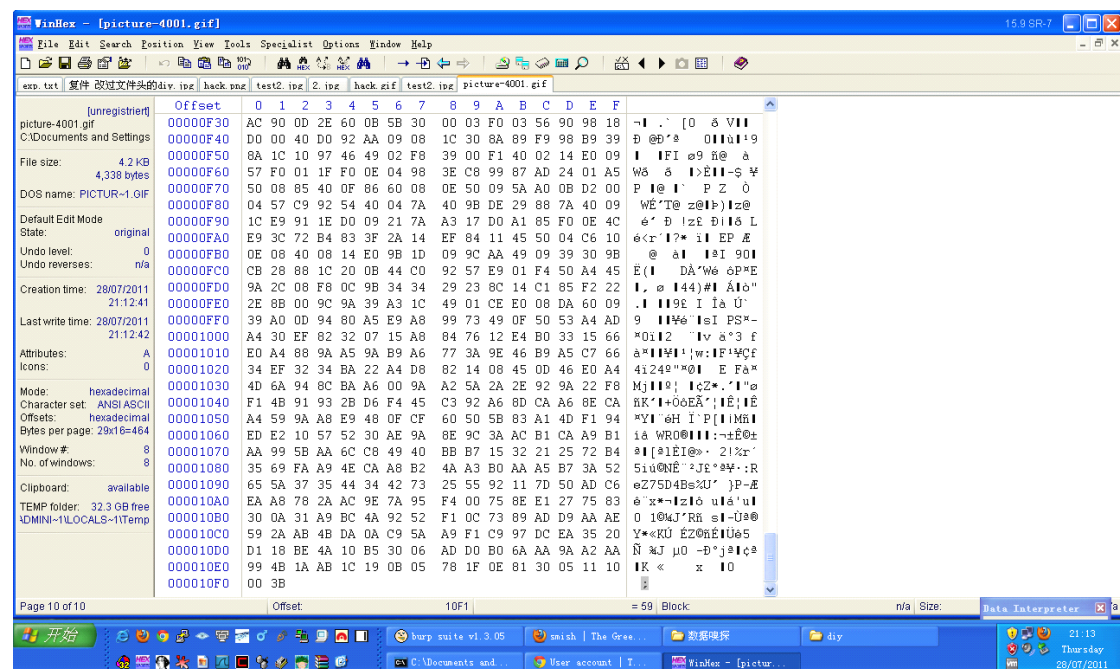 WinHex - [picture-4001.gif] 15.9 SR-7
File Edit Search Position View Tools Specialist Options Window Help
exp.txt 复件 改过文件头的div.jpg hack.png test2.jpg 2.jpg hack.gif test2.jpg picture-4001.gif
[unregistriert]
picture-4001.gif
C:\Documents and Settings
File size: 4.2 KB
4,338 bytes
DOS name: PICTUR~1.GIF
Default Edit Mode
State: original
Undo level: 0
Undo reverses: n/a
Creation time: 28/07/2011
21:12:41
Last write time: 28/07/2011
21:12:42
Attributes: A
Icons: 0
Mode: hexadecimal
Character set: ANSI ASCII
Offsets: hexadecimal
Bytes per page: 29x16=464
Window #: 8
No. of windows: 8
Clipboard: available
TEMP folder: 32.3 GB free
\DMINI~1\LOCALS~1\Temp
Offset 0 1 2 3 4 5 6 7 8 9 A B C D E F
00000F30 AC 90 0D 2E 60 0B 5B 30 00 03 F0 03 56 90 98 18
00000F40 D0 00 40 D0 92 AA 09 08 1C 30 8A 89 F9 98 B9 39
00000F50 8A 1C 10 97 46 49 02 F8 39 00 F1 40 02 14 E0 09
00000F60 57 F0 01 1F F0 0E 04 98 3E C8 99 87 AD 24 01 A5
00000F70 50 08 85 40 0F 86 60 08 0E 50 09 5A A0 0B D2 00
00000F80 04 57 C9 92 54 40 04 7A 40 9B DE 29 88 7A 40 09
00000F90 1C E9 91 1E D0 09 21 7A A3 17 D0 A1 85 F0 0E 4C
00000FA0 E9 3C 72 B4 83 3F 2A 14 EF 84 11 45 50 04 C6 10
00000FB0 0E 08 40 08 14 E0 9B 1D 09 9C AA 49 09 39 30 9B
00000FC0 CB 28 88 1C 20 0B 44 C0 92 57 E9 01 F4 50 A4 45
00000FD0 9A 2C 08 F8 0C 9B 34 34 29 23 8C 14 C1 85 F2 22
00000FE0 2E 8B 00 9C 9A 39 A3 1C 49 01 CE E0 08 DA 60 09
00000FF0 39 A0 0D 94 80 A5 E9 A8 99 73 49 0F 50 53 A4 AD
00001000 A4 30 EF 82 32 07 15 A8 84 76 12 E4 B0 33 15 66
00001010 E0 A4 88 9A A5 9A B9 A6 77 3A 9E 46 B9 A5 C7 66
00001020 34 EF 32 34 BA 22 A4 D8 82 14 08 45 0D 46 E0 A4
00001030 4D 6A 94 8C BA A6 00 9A A2 5A 2A 2E 92 9A 22 F8
00001040 F1 4B 91 93 2B D6 F4 45 C3 92 A6 8D CA A6 8E CA
00001050 A4 59 9A A8 E9 48 0F CF 60 50 5B 83 A1 4D F1 94
00001060 ED E2 10 57 52 30 AE 9A 8E 9C 3A AC B1 CA A9 B1
00001070 AA 99 5B AA 6C C8 49 40 BB B7 15 32 21 25 72 B4
00001080 35 69 FA A9 4E CA A8 B2 4A A3 B0 AA A5 B7 3A 52
00001090 65 5A 37 35 44 34 42 73 25 55 92 11 7D 50 AD C6
000010A0 EA A8 78 2A AC 9E 7A 95 F4 00 75 8E E1 27 75 83
000010B0 30 0A 31 A9 BC 4A 92 52 F1 0C 73 89 AD D9 AA AE
000010C0 59 2A AB 4B DA 0A C9 5A A9 F1 C9 97 DC EA 35 20
000010D0 D1 18 BE 4A 10 B5 30 06 AD D0 B0 6A AA 9A A2 AA
000010E0 99 4B 1A AB 1C 19 0B 05 78 1F 0E 81 30 05 11 10
000010F0 00 3B ;
Page 10 of 10 Offset: 10F1 = 59 Block: n/a Size:
Data Interpreter
开始 burp suite v1.3.05 smish | The Gree... 数据嗅探 diy 21:13
Thursday
C:\Documents and... User account | T... WinHex - [pictur... 28/07/2011